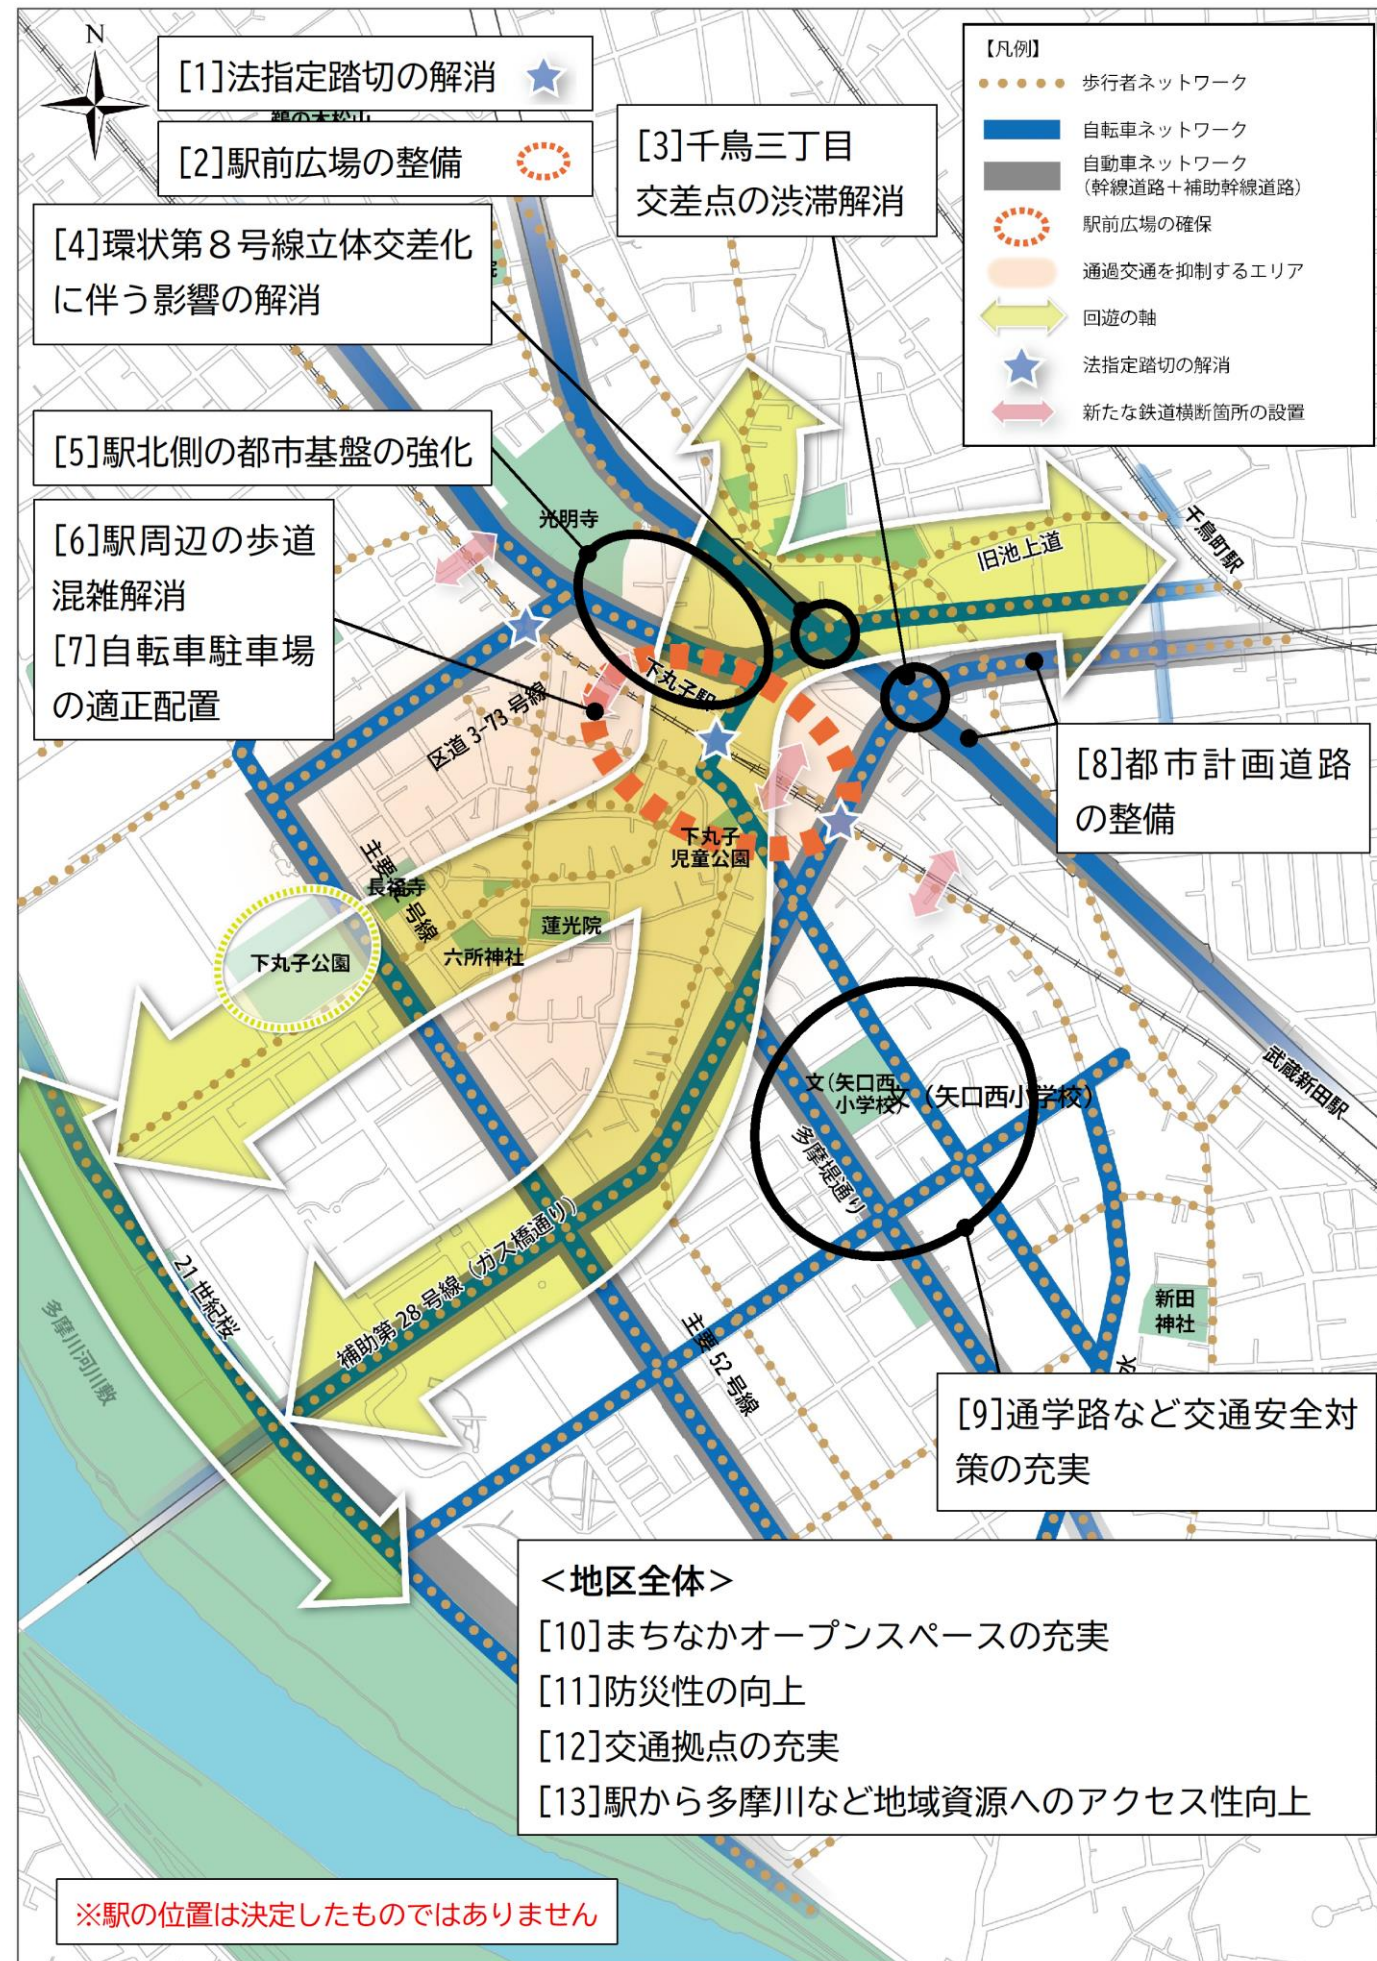 N
[1]法指定踏切の解消
鵜の木松山
[2]駅前広場の整備
[3]千鳥三丁目
交差点の渋滞解消
[4]環状第８号線立体交差化
に伴う影響の解消
[5]駅北側の都市基盤の強化
[6]駅周辺の歩道
混雑解消
[7]自転車駐車場
の適正配置
【凡例】
歩行者ネットワーク
自転車ネットワーク
自動車ネットワーク
(幹線道路＋補助幹線道路)
駅前広場の確保
通過交通を抑制するエリア
回遊の軸
法指定踏切の解消
新たな鉄道横断箇所の設置
光明寺
旧池上道
千鳥町駅
下丸子駅
区道 3-73 号線
[8]都市計画道路
の整備
下丸子
児童公園
長福寺
蓮光院
六所神社
下丸子公園
武蔵新田駅
文(矢口西
小学校)
文（矢口西小学校）
多摩堤通り
補助第 28 号線（ガス橋通り）
21 世紀桜
多摩川河川敷
主要 52 号線
新田
神社
水
[9]通学路など交通安全対
策の充実
＜地区全体＞
[10]まちなかオープンスペースの充実
[11]防災性の向上
[12]交通拠点の充実
[13]駅から多摩川など地域資源へのアクセス性向上
※駅の位置は決定したものではありません